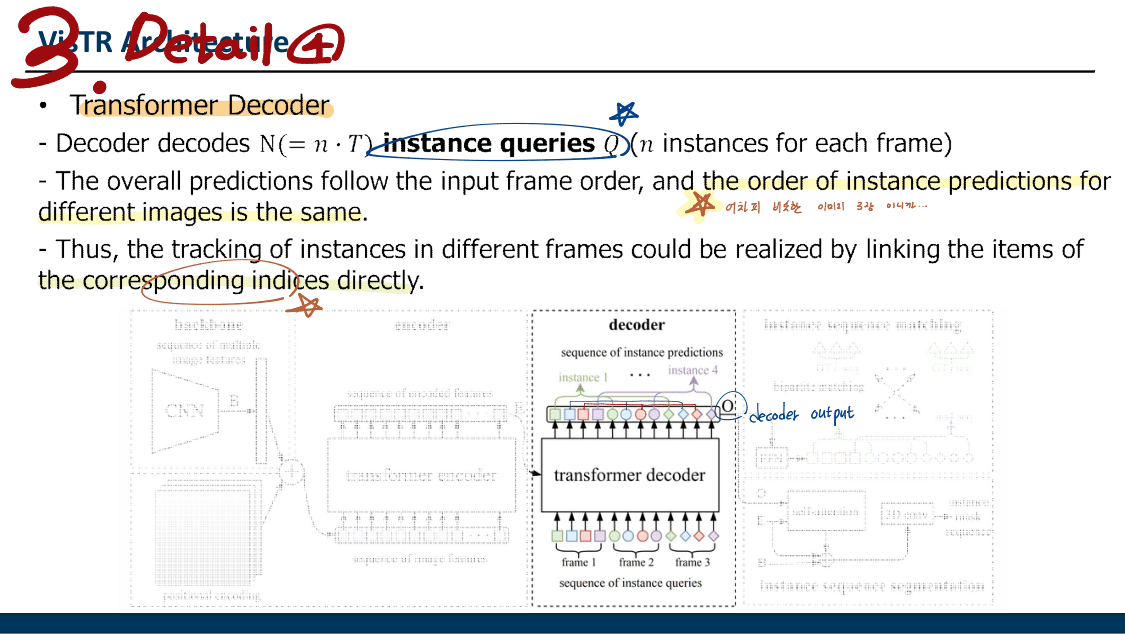 3. Detail ④
VisTR Architecture
• Transformer Decoder
- Decoder decodes N(= n · T) instance queries Q (n instances for each frame)
- The overall predictions follow the input frame order, and the order of instance predictions for
different images is the same.
어차피 비슷한 이미지 3장 이니까...
- Thus, the tracking of instances in different frames could be realized by linking the items of
the corresponding indices directly.
backbone
sequence of multiple
image features
CNN
positional encoding
encoder
sequence of encoded features
E
transformer encoder
sequence of image features
decoder
sequence of instance predictions
instance 1 ... instance 4
O
decoder output
transformer decoder
frame 1 frame 2 frame 3
sequence of instance queries
instance sequence matching
bipartite matching
FFN
O
E
B
self-attention
3D conv
instance
mask
sequence
instance sequence segmentation